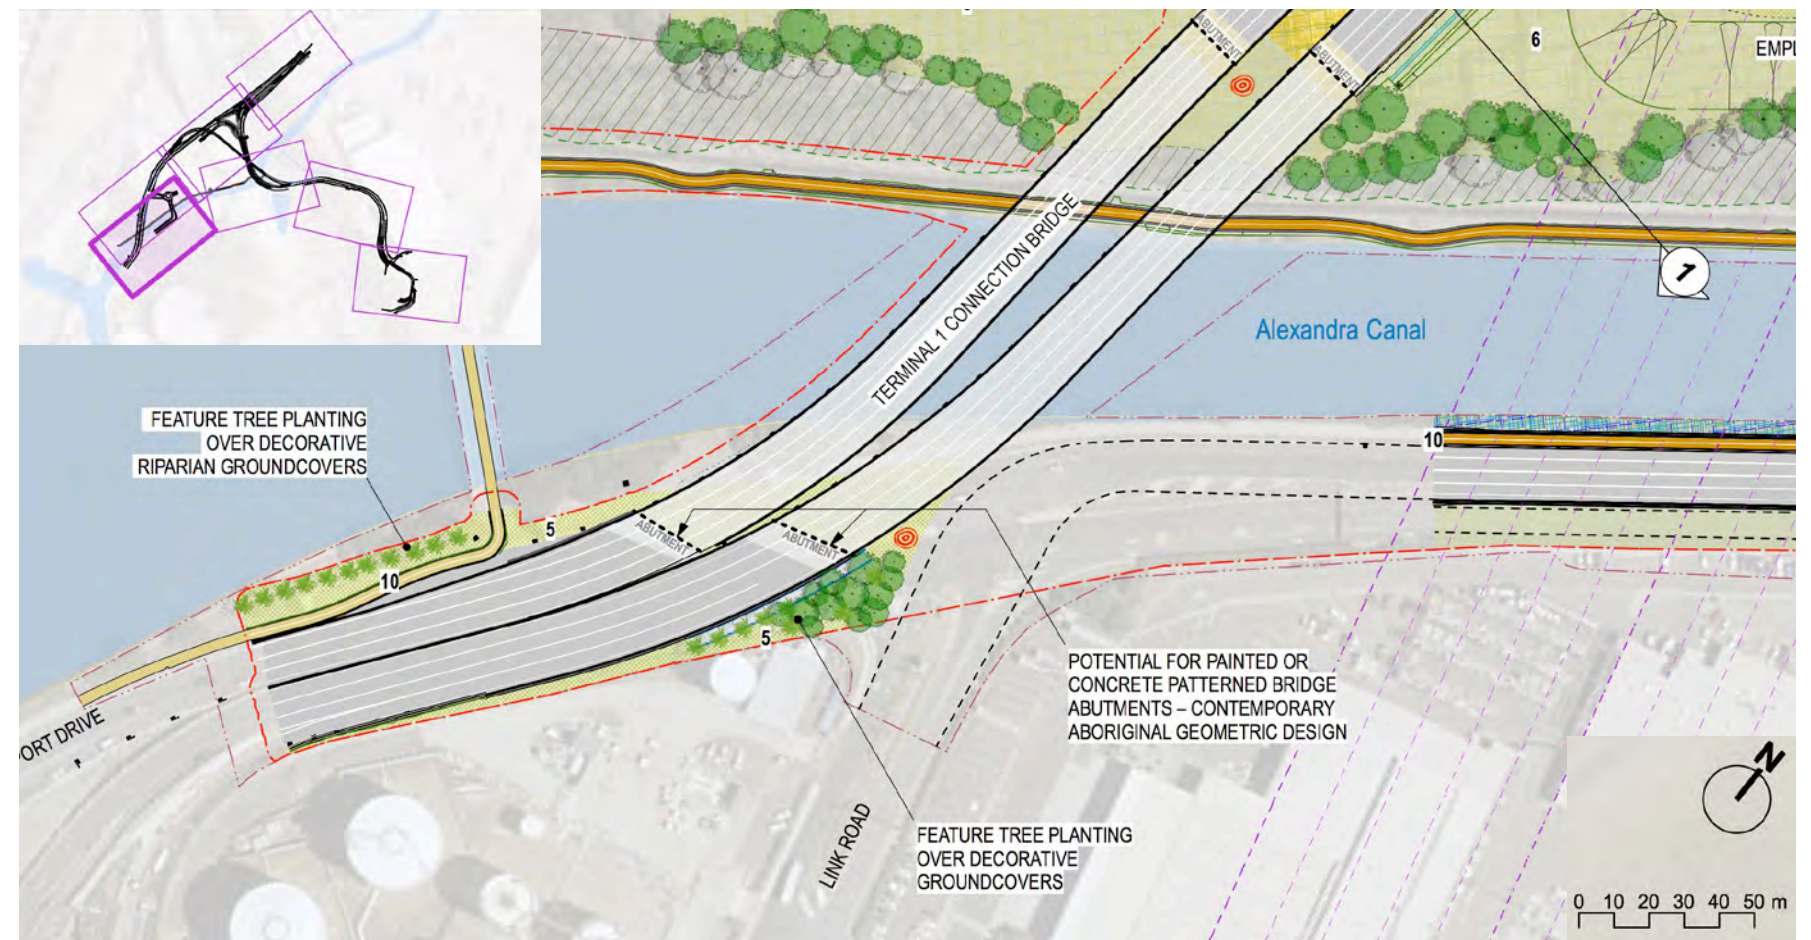 ABUTMENT
ABUTMENT
6
EMPL
TERMINAL 1 CONNECTION BRIDGE
1
Alexandra Canal
FEATURE TREE PLANTING
OVER DECORATIVE
RIPARIAN GROUNDCOVERS
10
5
ABUTMENT
ABUTMENT
10
5
POTENTIAL FOR PAINTED OR
CONCRETE PATTERNED BRIDGE
ABUTMENTS – CONTEMPORARY
ABORIGINAL GEOMETRIC DESIGN
ORT DRIVE
LINK ROAD
FEATURE TREE PLANTING
OVER DECORATIVE
GROUNDCOVERS
N
0 10 20 30 40 50 m